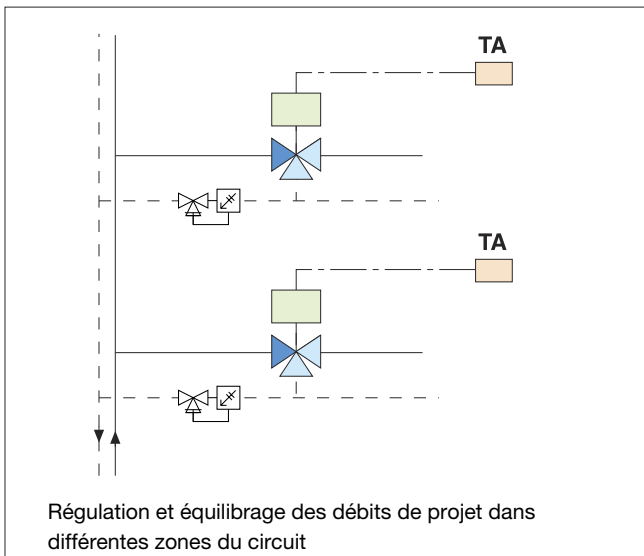 TA
TA
Régulation et équilibrage des débits de projet dans
différentes zones du circuit